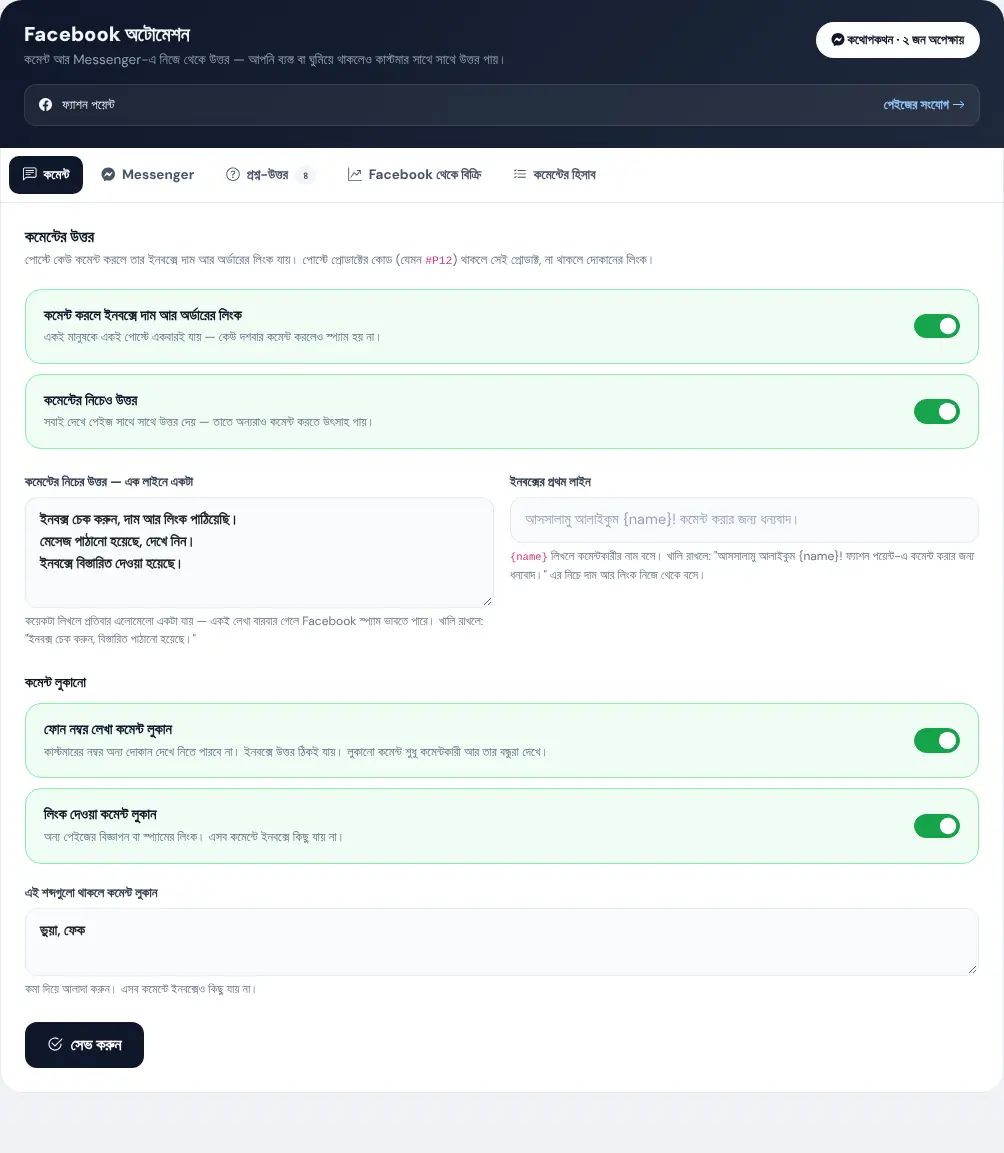 Facebook অটোমেশন
কমেন্ট আর Messenger-এ নিজে থেকে উত্তর — আপনি ব্যস্ত বা ঘুমিয়ে থাকলেও কাস্টমার সাথে সাথে উত্তর পায়।
কথোপকথন · ২ জন অপেক্ষায়
ফ্যাশন পয়েন্ট
পেইজের সংযোগ →
কমেন্ট
Messenger
প্রশ্ন-উত্তর ৪
Facebook থেকে বিক্রি
কমেন্টের হিসাব
কমেন্টের উত্তর
পোস্টে কেউ কমেন্ট করলে তার ইনবক্সে দাম আর অর্ডারের লিংক যায়। পোস্টে প্রোডাক্টের কোড (যেমন #P12) থাকলে সেই প্রোডাক্ট, না থাকলে দোকানের লিংক।
কমেন্ট করলে ইনবক্সে দাম আর অর্ডারের লিংক
একই মানুষকে একই পোস্টে একবারই যায় — কেউ দশবার কমেন্ট করলেও স্প্যাম হয় না।
কমেন্টের নিচেও উত্তর
সবাই দেখে পেইজ সাথে সাথে উত্তর দেয় — তাতে অন্যরাও কমেন্ট করতে উৎসাহ পায়।
কমেন্টের নিচের উত্তর — এক লাইনে একটা
ইনবক্স চেক করুন, দাম আর লিংক পাঠিয়েছি।
মেসেজ পাঠানো হয়েছে, দেখে নিন।
ইনবক্সে বিস্তারিত দেওয়া হয়েছে।
কয়েকটা লিখলে প্রতিবার এলোমেলো একটা যায় — একই লেখা বারবার গেলে Facebook স্প্যাম ভাবতে পারে। খালি রাখলে:
"ইনবক্স চেক করুন, বিস্তারিত পাঠানো হয়েছে।"
ইনবক্সের প্রথম লাইন
আসসালামু আলাইকুম {name}! কমেন্ট করার জন্য ধন্যবাদ।
{name} লিখলে কমেন্টকারীর নাম বসে। খালি রাখলে: "আসসালামু আলাইকুম {name}! ফ্যাশন পয়েন্ট-এ কমেন্ট করার জন্য
ধন্যবাদ।" এর নিচে দাম আর লিংক নিজে থেকে বসে।
কমেন্ট লুকানো
ফোন নম্বর লেখা কমেন্ট লুকান
কাস্টমারের নম্বর অন্য দোকান দেখে নিতে পারবে না। ইনবক্সে উত্তর ঠিকই যায়। লুকানো কমেন্ট শুধু কমেন্টকারী আর তার বন্ধুরা দেখে।
লিংক দেওয়া কমেন্ট লুকান
অন্য পেইজের বিজ্ঞাপন বা স্প্যামের লিংক। এসব কমেন্টে ইনবক্সে কিছু যায় না।
এই শব্দগুলো থাকলে কমেন্ট লুকান
ভুয়া, ফেক
কমা দিয়ে আলাদা করুন। এসব কমেন্টে ইনবক্সেও কিছু যায় না।
সেভ করুন